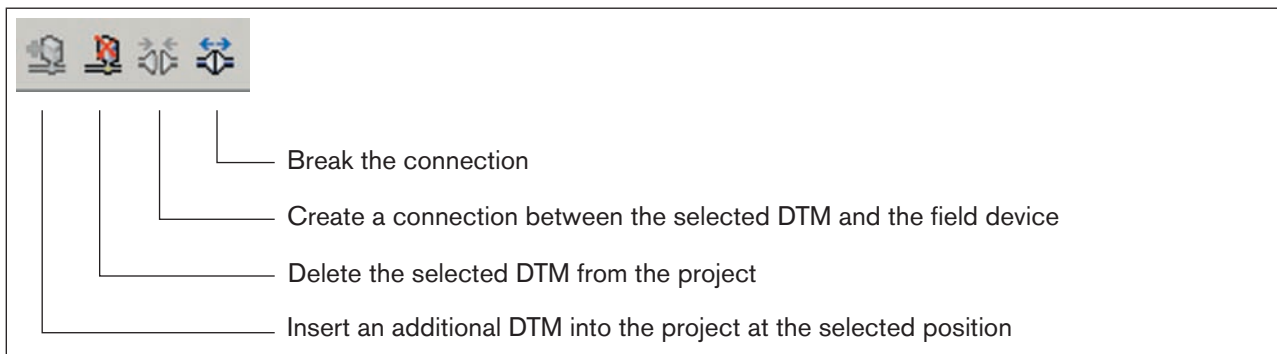 Break the connection
Create a connection between the selected DTM and the field device
Delete the selected DTM from the project
Insert an additional DTM into the project at the selected position